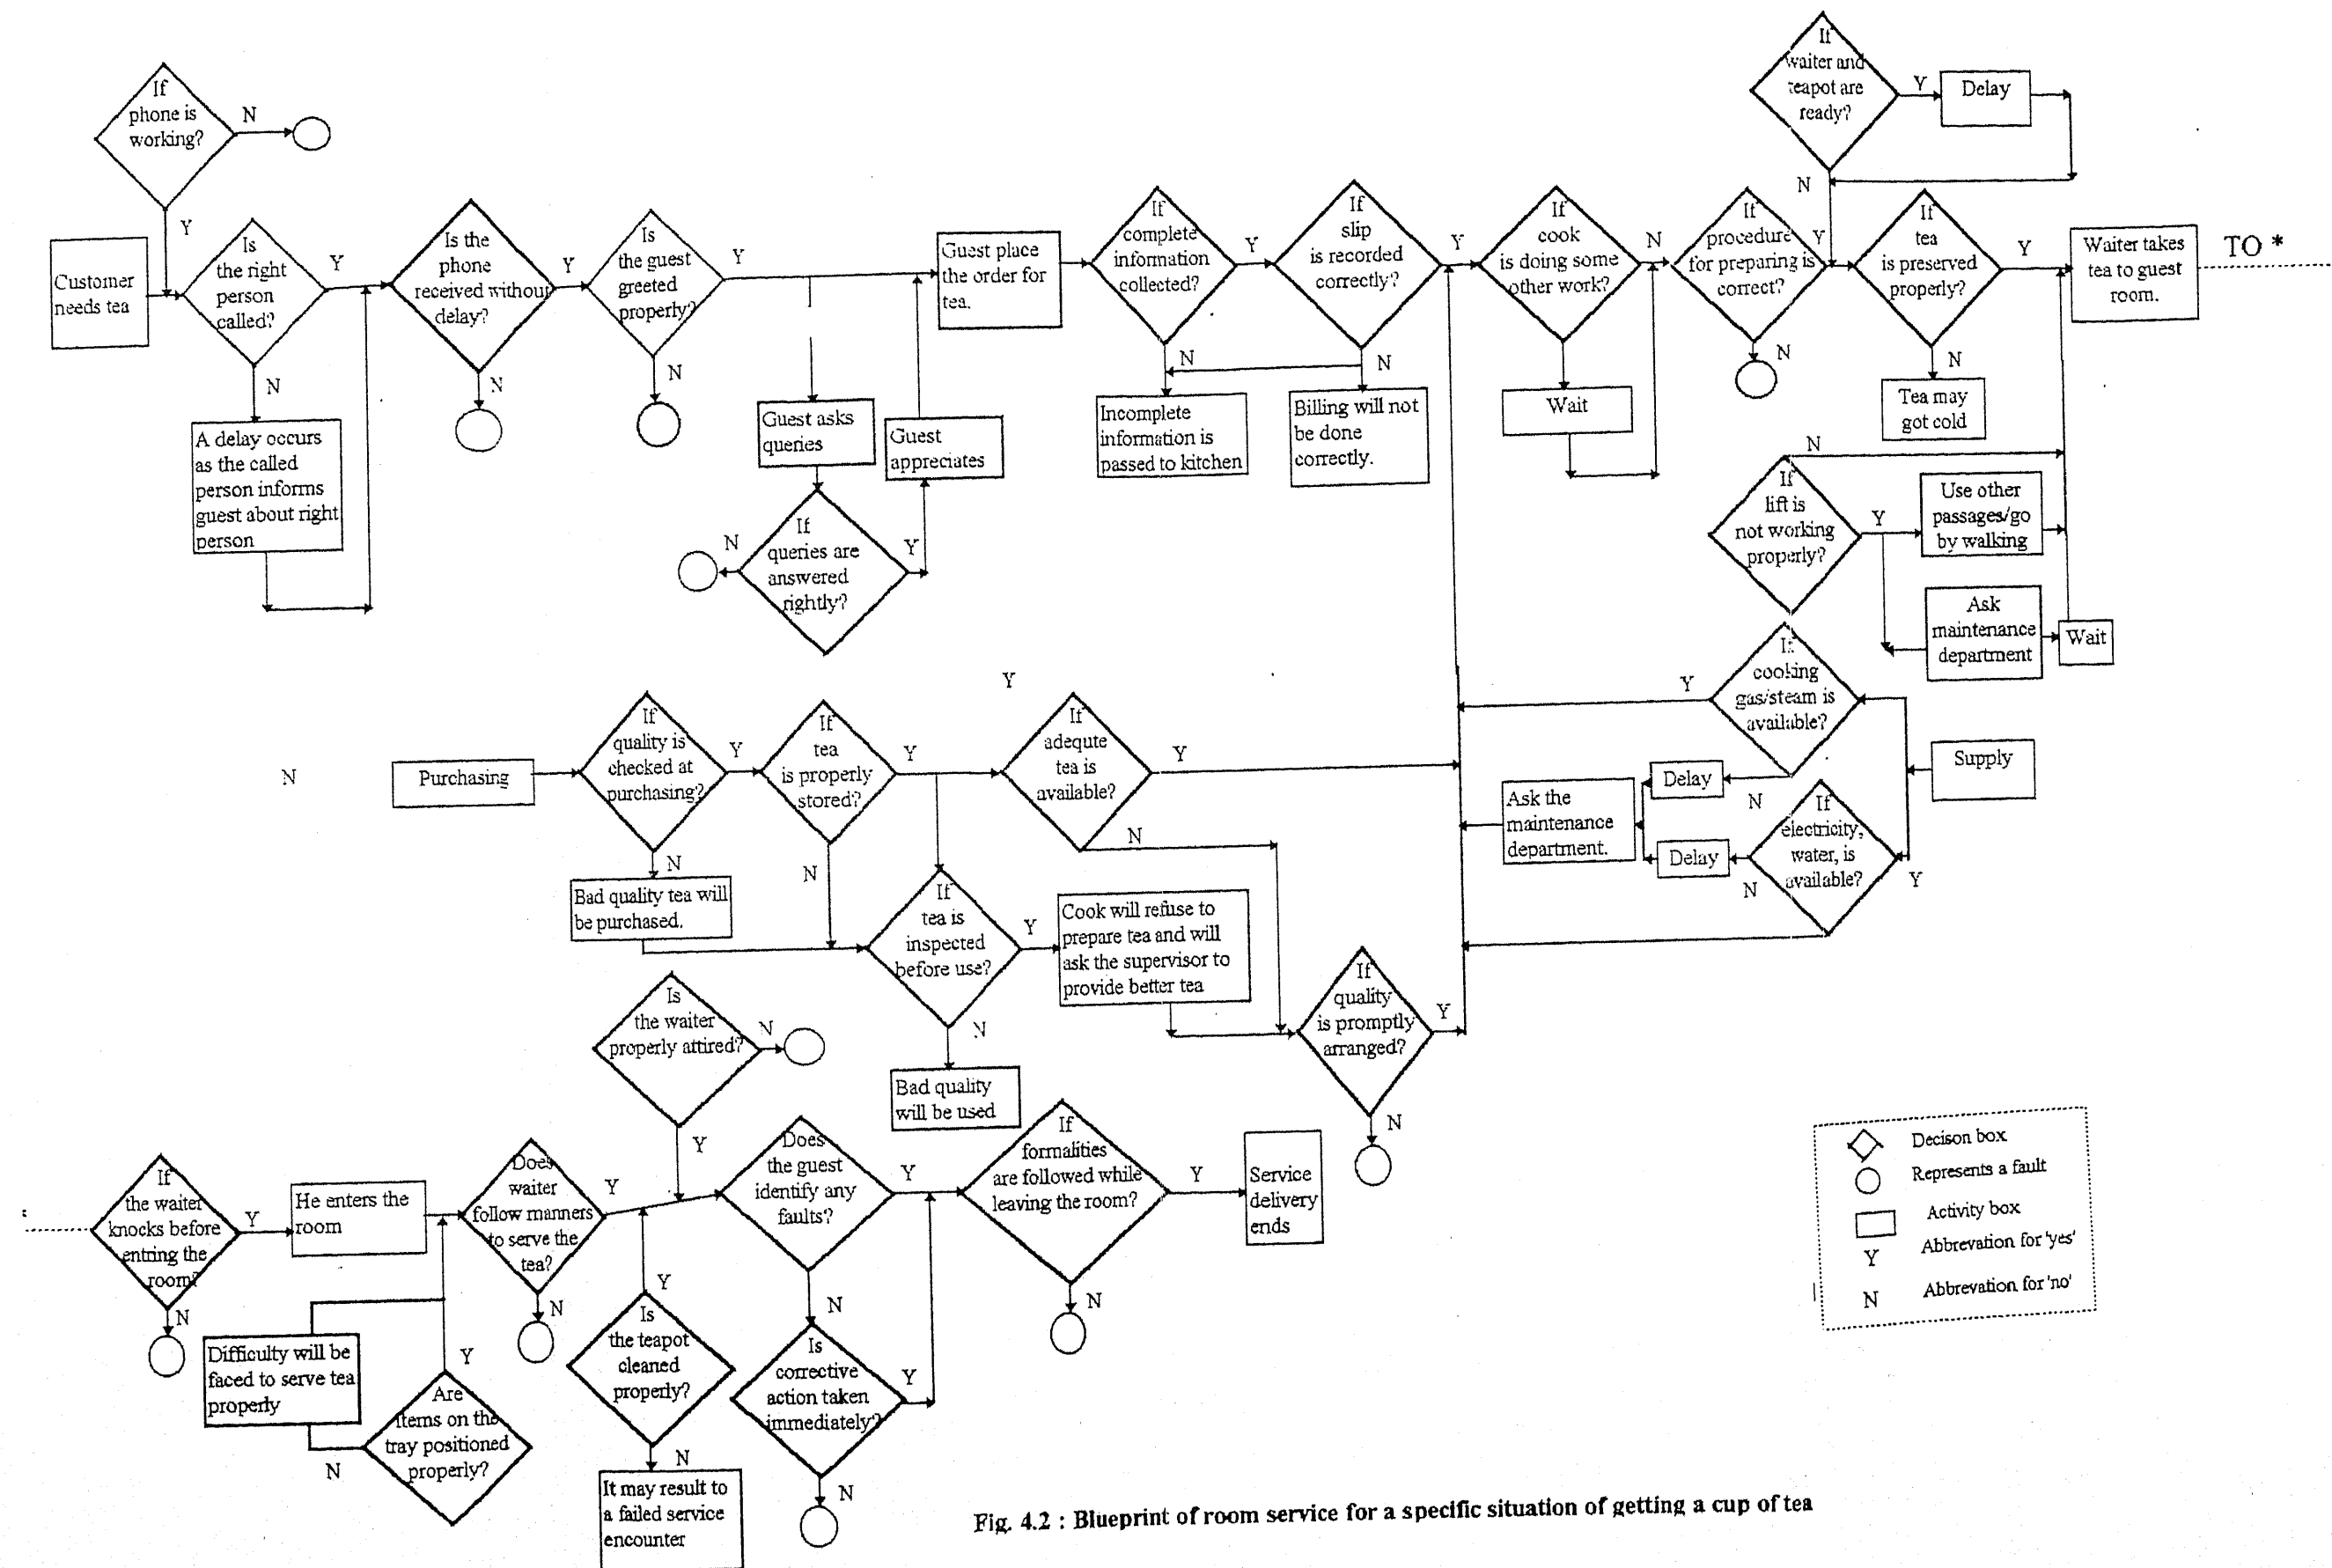 If
phone is
working?
N
Y
Customer
needs tea
Is
the right
person
called?
Y
N
A delay occurs
as the called
person informs
guest about right
person
Is the
phone
received without
delay?
Y
N
Is
the guest
greeted
properly?
Y
N
Guest asks
queries
If
queries are
answered
rightly?
N
Y
Guest
appreciates
Guest place
the order for
tea.
If
complete
information
collected?
Y
N
Incomplete
information is
passed to kitchen
If
slip
is recorded
correctly?
Y
N
Billing will not
be done
correctly.
If
cook
is doing some
other work?
N
Wait
If
procedure
for preparing is
correct?
Y
N
If
waiter and
teapot are
ready?
Y
Delay
N
If
tea
is preserved
properly?
Y
N
Tea may
got cold
Waiter takes
tea to guest
room.
TO *
If
lift is
not working
properly?
N
Y
Use other
passages/go
by walking
Ask
maintenance
department
Wait
If
cooking
gas/steam is
available?
Y
N
Delay
Supply
If
electricity,
water, is
available?
Y
N
Delay
Ask the
maintenance
department.
N
Purchasing
If
quality is
checked at
purchasing?
Y
N
Bad quality tea will
be purchased.
If
tea
is properly
stored?
Y
N
Y
If
adequte
tea is
available?
Y
N
If
tea is
inspected
before use?
Y
N
Bad quality
will be used
Cook will refuse to
prepare tea and will
ask the supervisor to
provide better tea
If
quality
is promptly
arranged?
Y
N
If
the waiter
knocks before
entring the
room?
Y
N
He enters the
room
Difficulty will be
faced to serve tea
properly
Are
items on the
tray positioned
properly?
Y
N
Does
waiter
follow manners
to serve the
tea?
Y
N
Is
the waiter
properly attired?
N
Y
Is
the teapot
cleaned
properly?
Y
N
It may result to
a failed service
encounter
Does
the guest
identify any
faults?
Y
N
Is
corrective
action taken
immediately?
Y
N
If
formalities
are followed while
leaving the room?
Y
N
Service
delivery
ends
Decison box
Represents a fault
Activity box
Y Abbrevation for 'yes'
N Abbrevation for 'no'
Fig. 4.2 : Blueprint of room service for a specific situation of getting a cup of tea